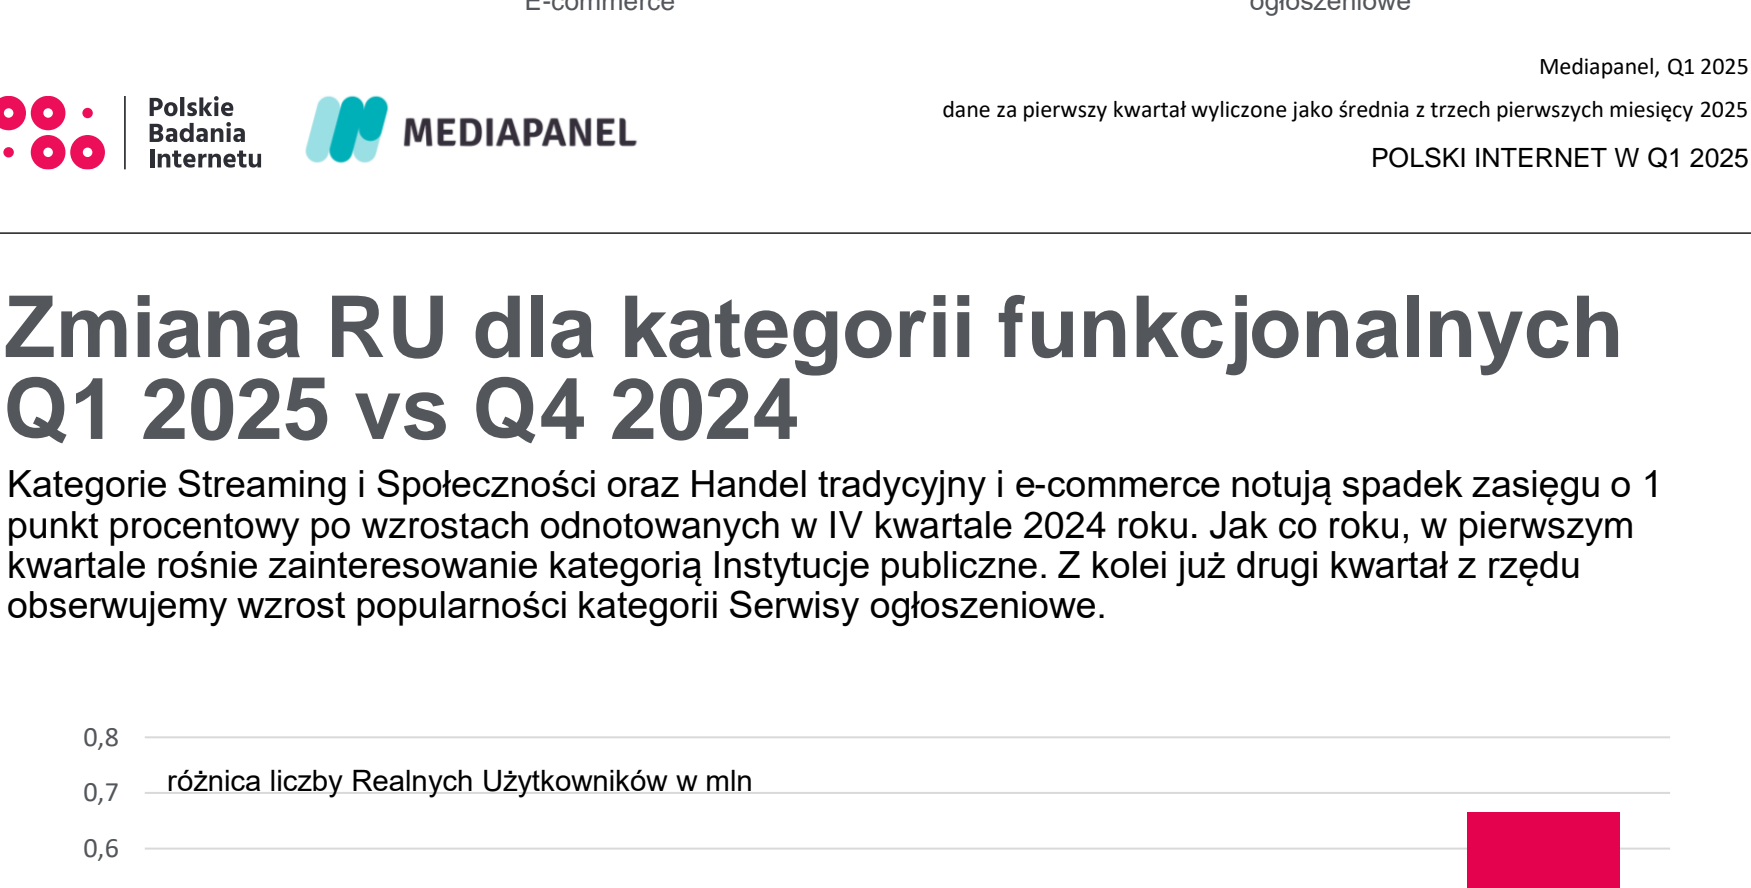 E-commerce
ogłoszeniowe
Mediapanel, Q1 2025
dane za pierwszy kwartał wyliczone jako średnia z trzech pierwszych miesięcy 2025
POLSKI INTERNET W Q1 2025
Polskie
Badania
Internetu
MEDIAPANEL
Zmiana RU dla kategorii funkcjonalnych
Q1 2025 vs Q4 2024
Kategorie Streaming i Społeczności oraz Handel tradycyjny i e-commerce notują spadek zasięgu o 1
punkt procentowy po wzrostach odnotowanych w IV kwartale 2024 roku. Jak co roku, w pierwszym
kwartale rośnie zainteresowanie kategorią Instytucje publiczne. Z kolei już drugi kwartał z rzędu
obserwujemy wzrost popularności kategorii Serwisy ogłoszeniowe.
0,8
różnica liczby Realnych Użytkowników w mln
0,7
0,6